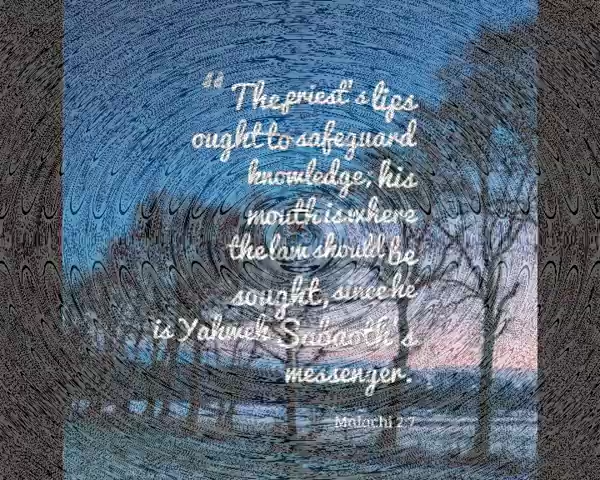 “ The priest's lips
ought to safeguard
knowledge; his
mouth is where
the law should be
sought, since he
is Yahweh Sabaoth's
messenger.
Malachi 2:7